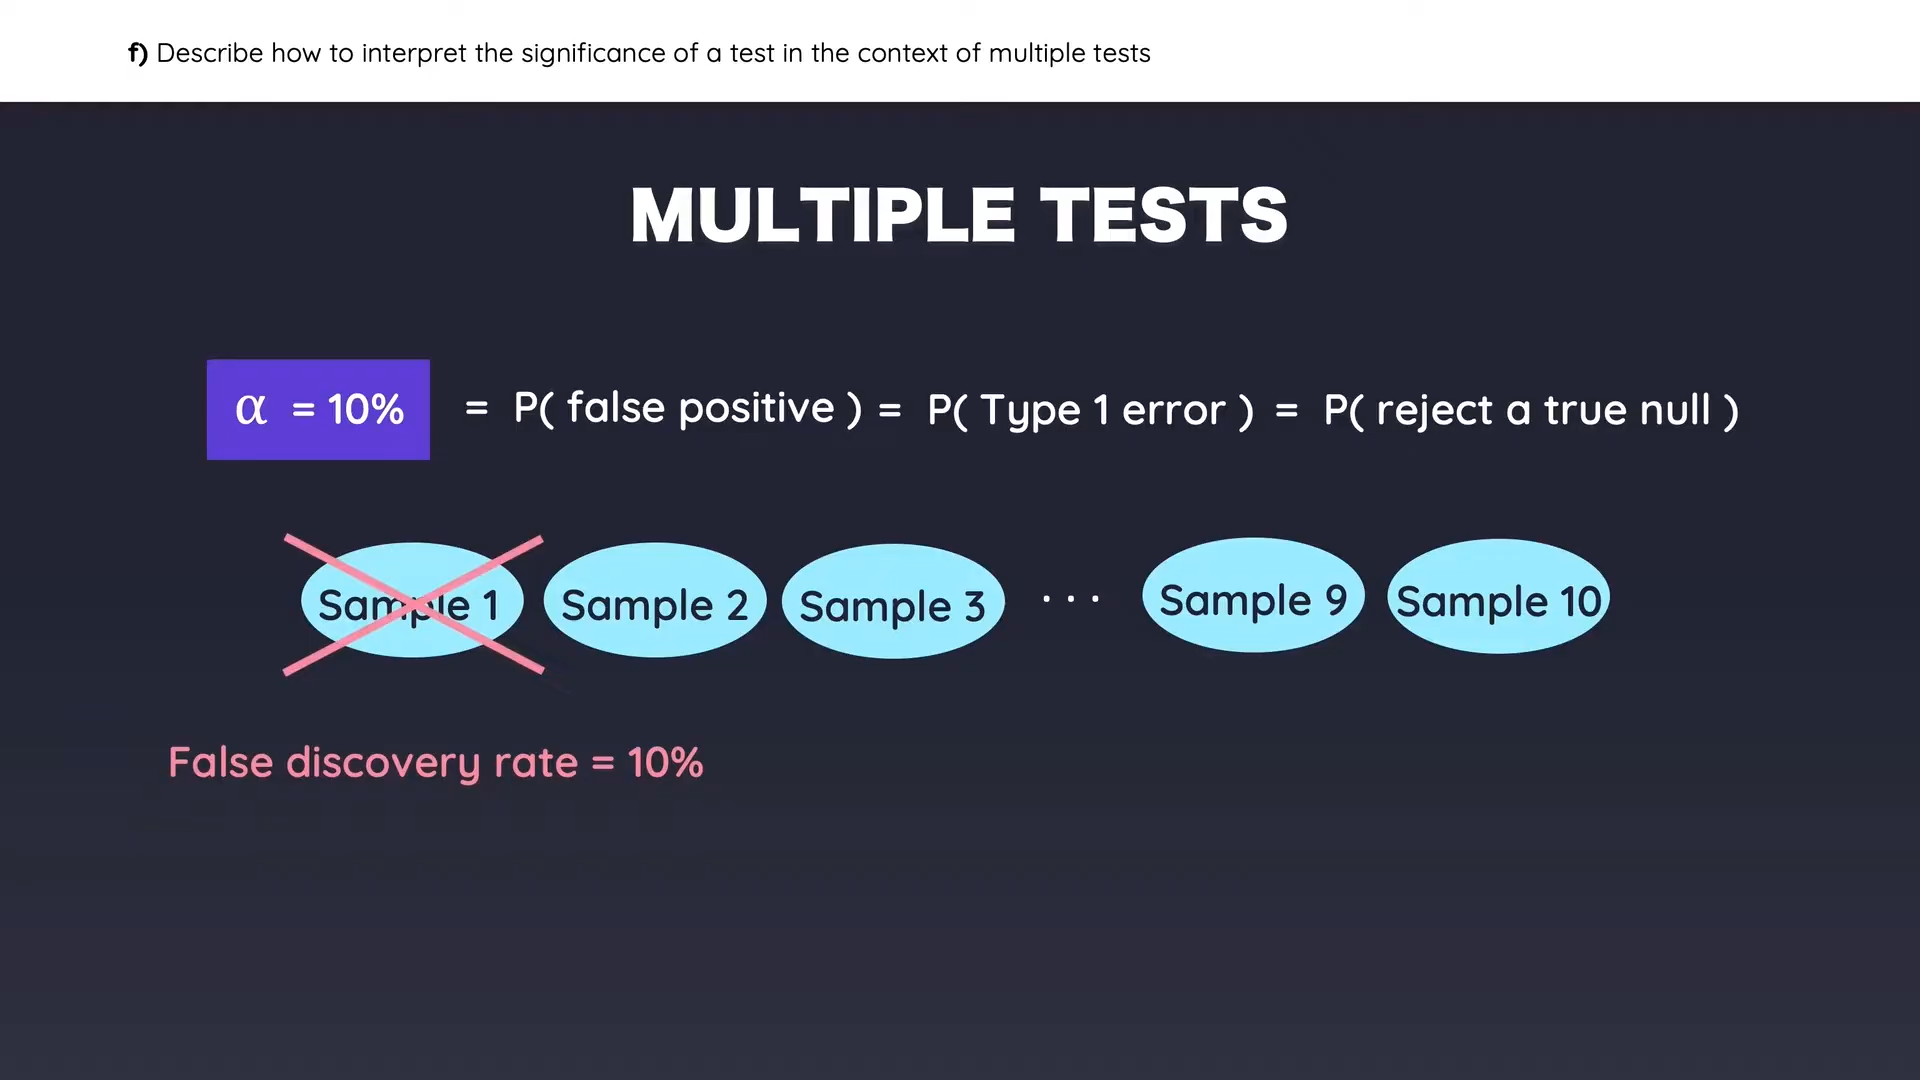 f) Describe how to interpret the significance of a test in the context of multiple tests
MULTIPLE TESTS
α = 10% = P( false positive ) = P( Type 1 error ) = P( reject a true null )
Sample 1 Sample 2 Sample 3 . . . Sample 9 Sample 10
False discovery rate = 10%